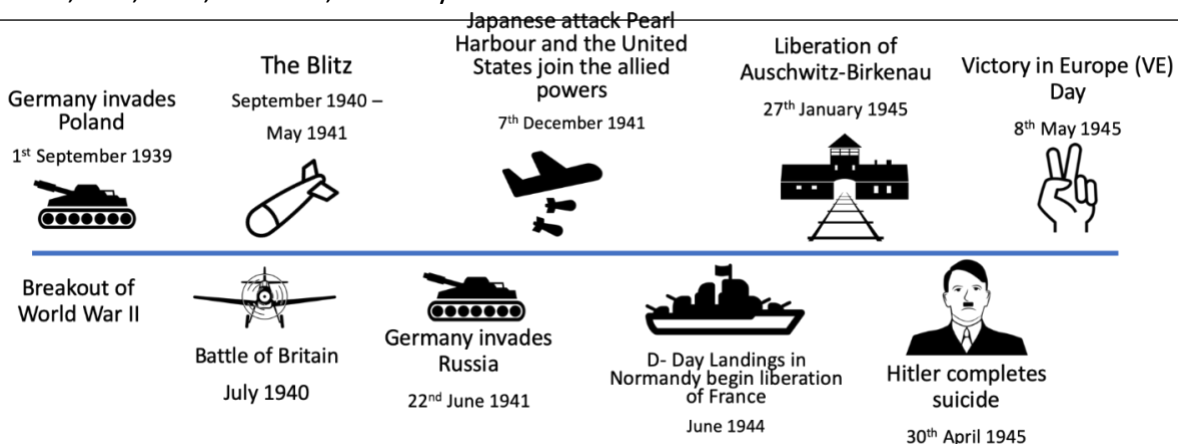 Germany invades
Poland
1st September 1939
The Blitz
September 1940 –
May 1941
Japanese attack Pearl
Harbour and the United
States join the allied
powers
7th December 1941
Liberation of
Auschwitz-Birkenau
27th January 1945
Victory in Europe (VE)
Day
8th May 1945
Breakout of
World War II
Battle of Britain
July 1940
Germany invades
Russia
22nd June 1941
D- Day Landings in
Normandy begin liberation
of France
June 1944
Hitler completes
suicide
30th April 1945